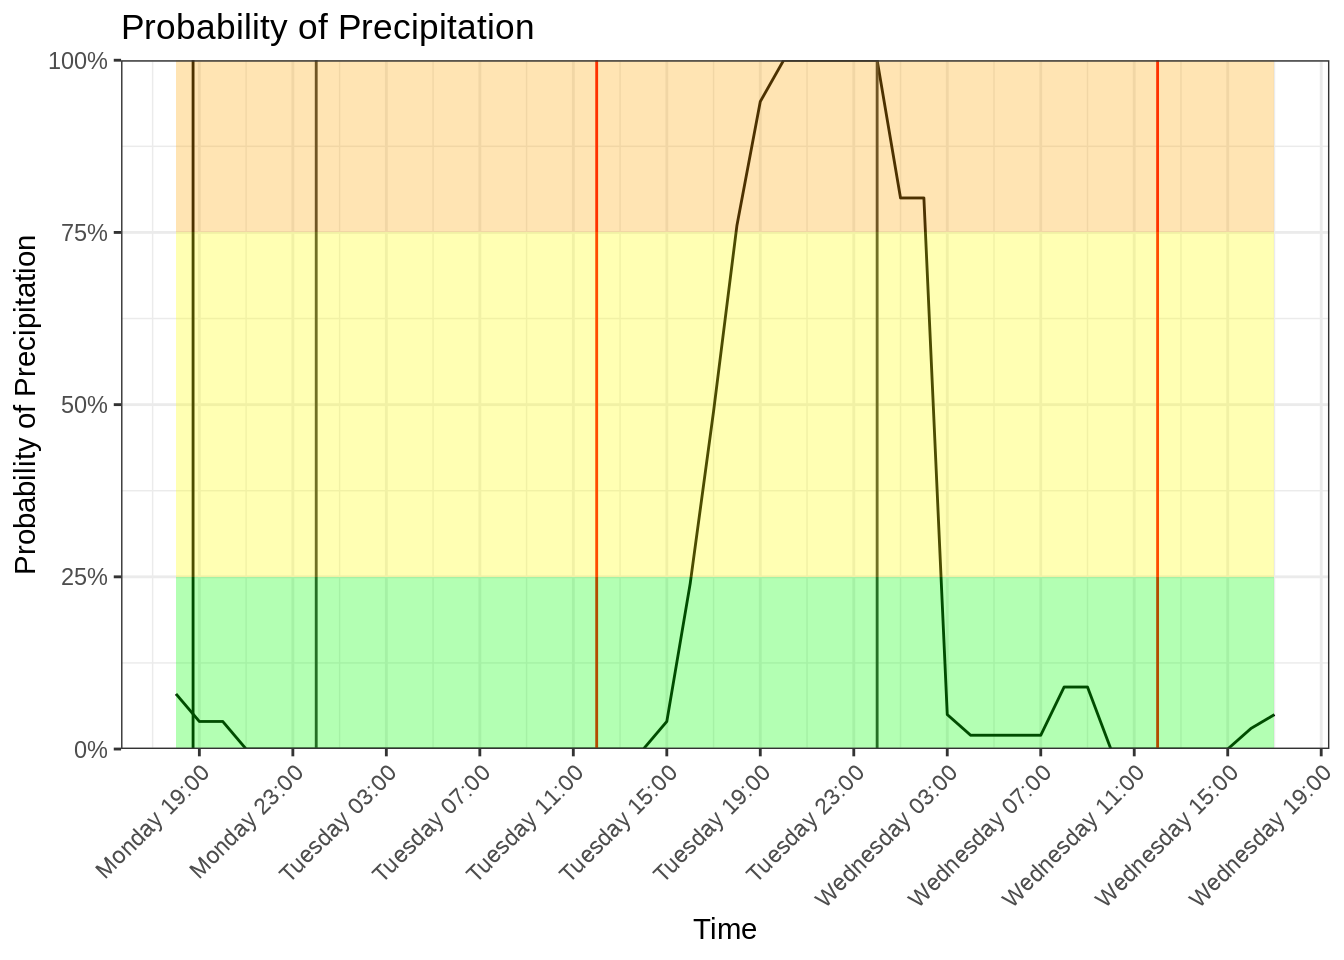 Probability of Precipitation
Probability of Precipitation
100%
75%
50%
25%
0%
Monday 19:00
Monday 23:00
Tuesday 03:00
Tuesday 07:00
Tuesday 11:00
Tuesday 15:00
Tuesday 19:00
Tuesday 23:00
Wednesday 03:00
Wednesday 07:00
Wednesday 11:00
Wednesday 15:00
Wednesday 19:00
Time